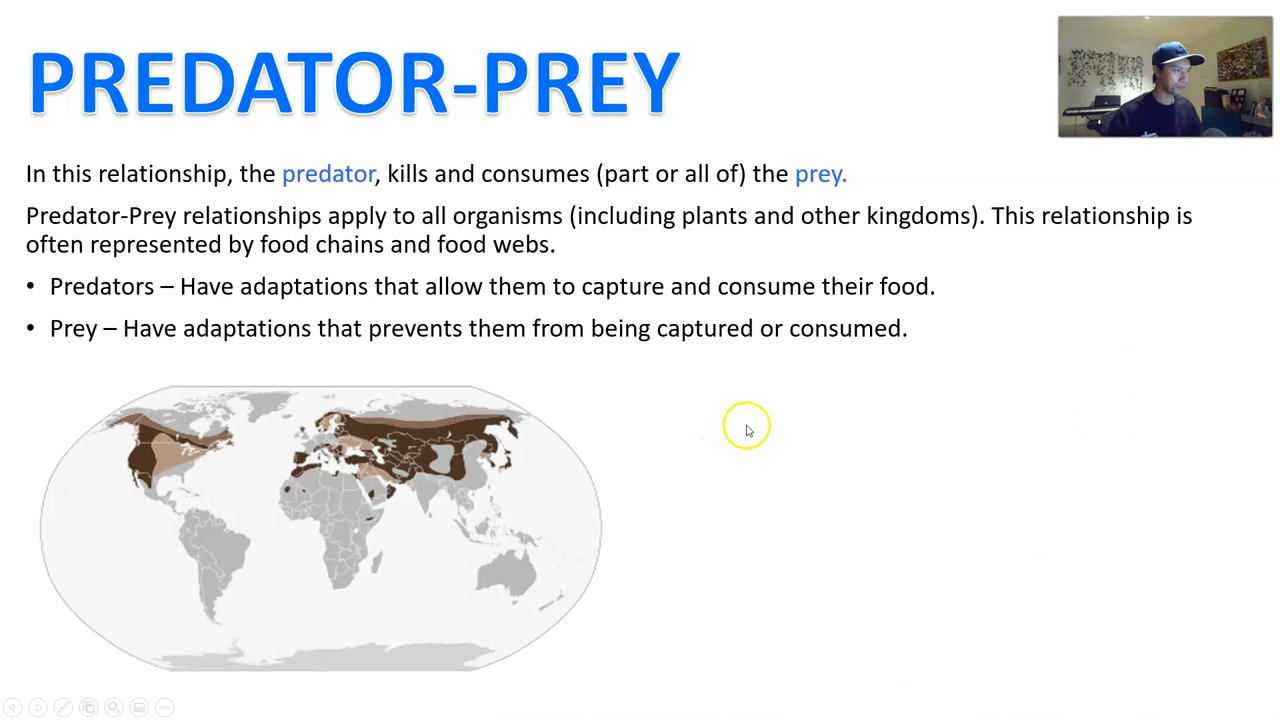 PREDATOR-PREY
In this relationship, the predator, kills and consumes (part or all of) the prey.
Predator-Prey relationships apply to all organisms (including plants and other kingdoms). This relationship is
often represented by food chains and food webs.
• Predators – Have adaptations that allow them to capture and consume their food.
• Prey – Have adaptations that prevents them from being captured or consumed.